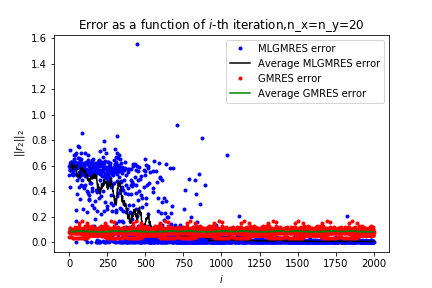 Error as a function of i-th iteration,n_x=n_y=20
MLGMRES error
Average MLGMRES error
GMRES error
Average GMRES error
||r₂||₂
1.6
1.4
1.2
1.0
0.8
0.6
0.4
0.2
0.0
0 250 500 750 1000 1250 1500 1750 2000
i